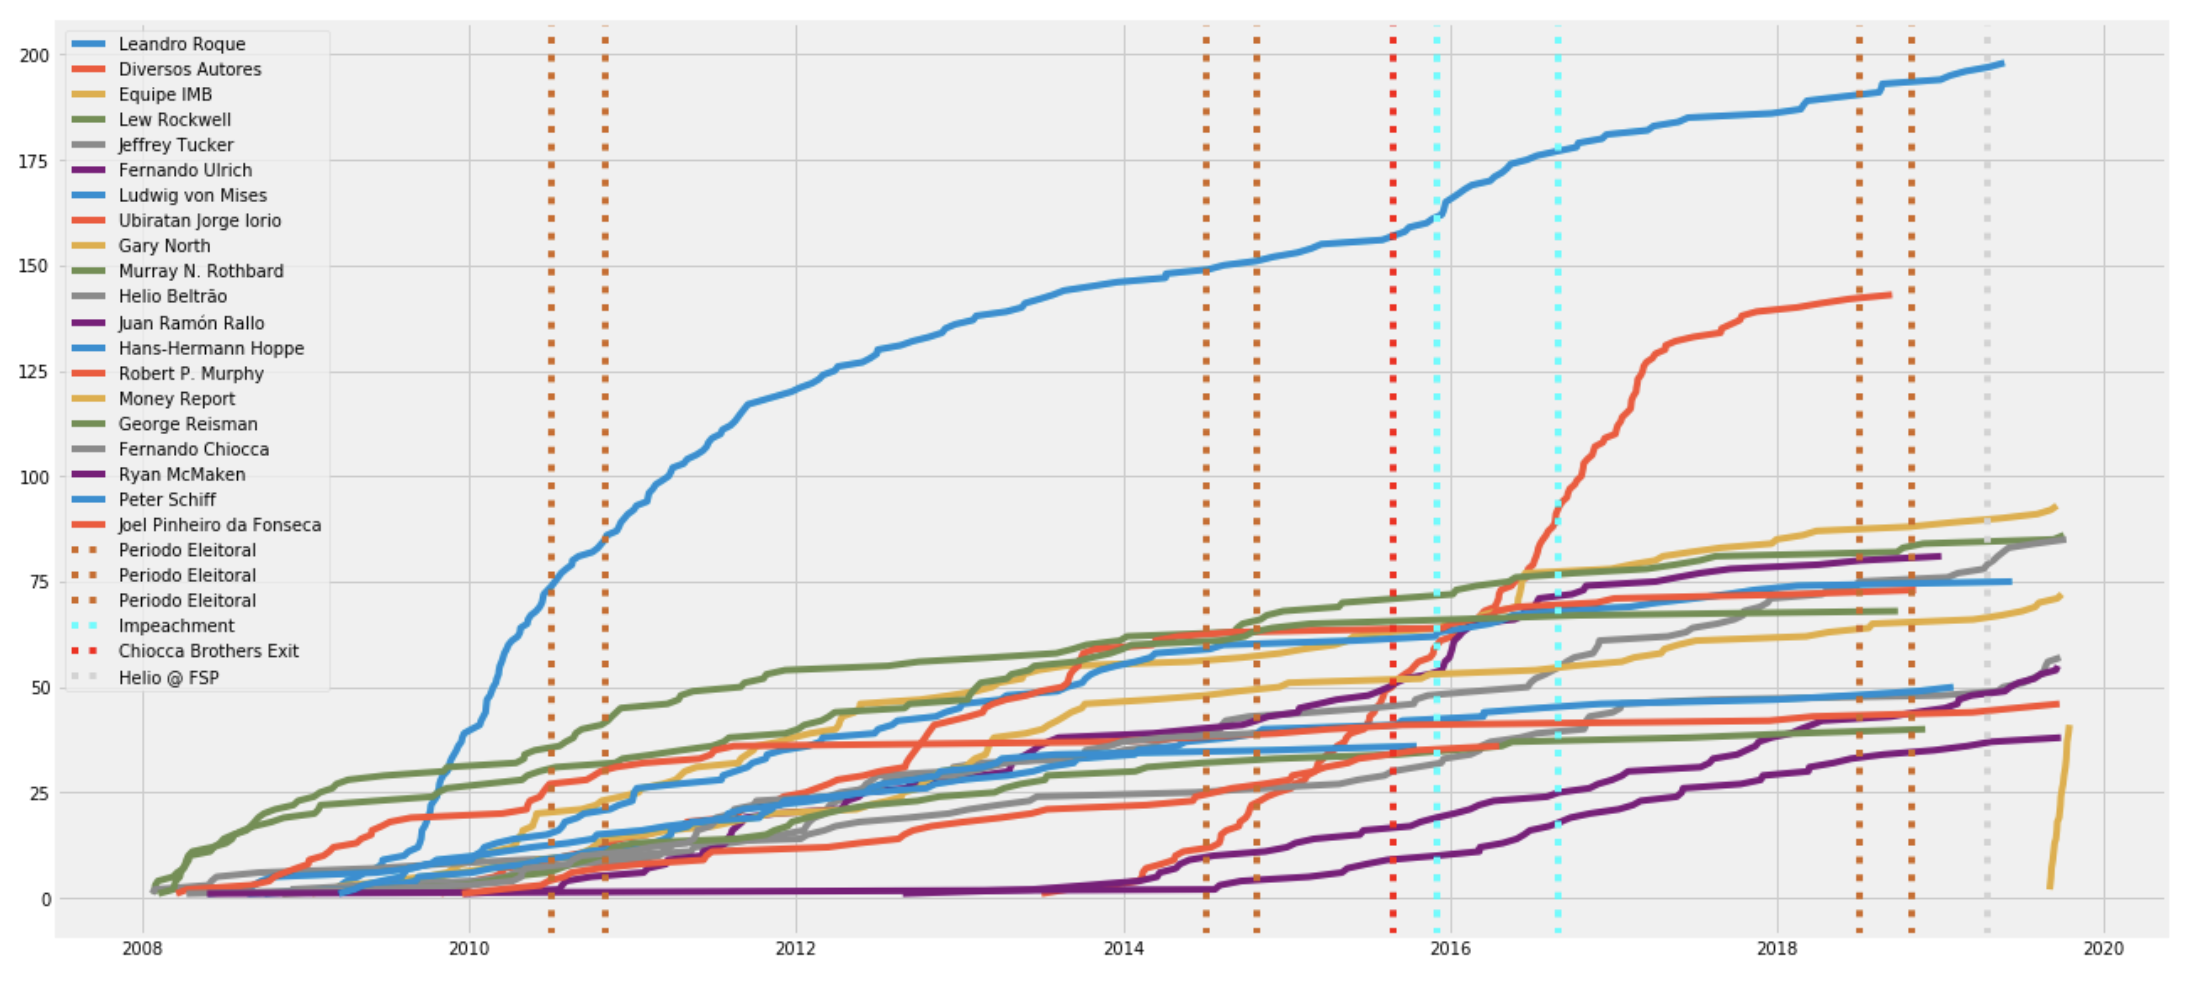 200
175
150
125
100
75
50
25
0
Leandro Roque
Diversos Autores
Equipe IMB
Lew Rockwell
Jeffrey Tucker
Fernando Ulrich
Ludwig von Mises
Ubiratan Jorge Iorio
Gary North
Murray N. Rothbard
Helio Beltrão
Juan Ramón Rallo
Hans-Hermann Hoppe
Robert P. Murphy
Money Report
George Reisman
Fernando Chiocca
Ryan McMaken
Peter Schiff
Joel Pinheiro da Fonseca
Periodo Eleitoral
Periodo Eleitoral
Periodo Eleitoral
Impeachment
Chiocca Brothers Exit
Helio @ FSP
2008 2010 2012 2014 2016 2018 2020